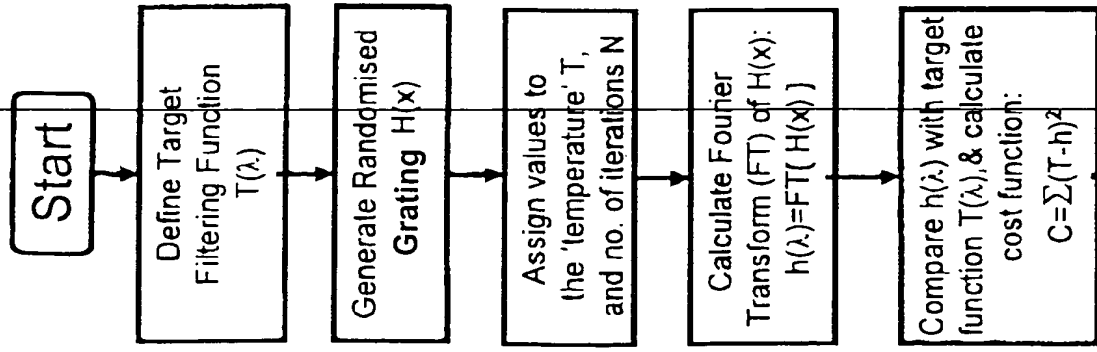 Start
Define Target
Filtering Function
T(λ)
Generate Randomised
Grating H(x)
Assign values to
the 'temperature' T,
and no. of iterations N
Calculate Fourier
Transform (FT) of H(x):
h(λ)=FT{ H(x) }
Compare h(λ) with target
function T(λ),& calculate
cost function:
C=∑(T-h)²